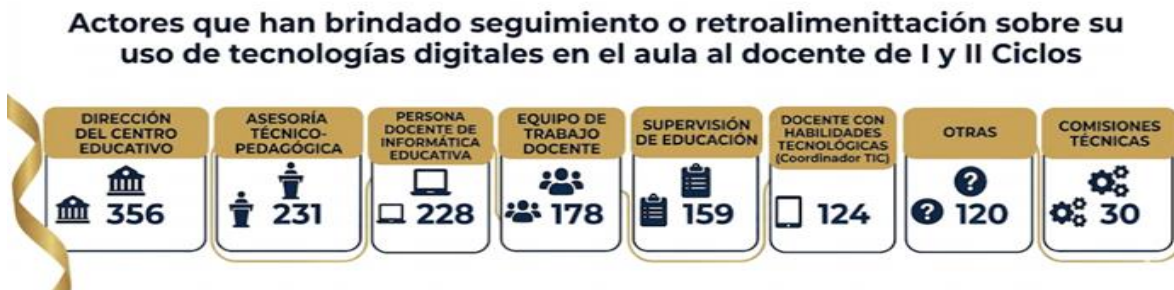 Actores que han brindado seguimiento o retroalimenittación sobre su
uso de tecnologías digitales en el aula al docente de I y II Ciclos
DIRECCIÓN
DEL CENTRO
EDUCATIVO
356
ASESORÍA
TÉCNICO-
PEDAGÓGICA
231
PERSONA
DOCENTE DE
INFORMÁTICA
EDUCATIVA
228
EQUIPO DE
TRABAJO
DOCENTE
178
SUPERVISIÓN
DE EDUCACIÓN
159
DOCENTE CON
HABILIDADES
TECNOLÓGICAS
(Coordinador TIC)
124
OTRAS
120
COMISIONES
TÉCNICAS
30